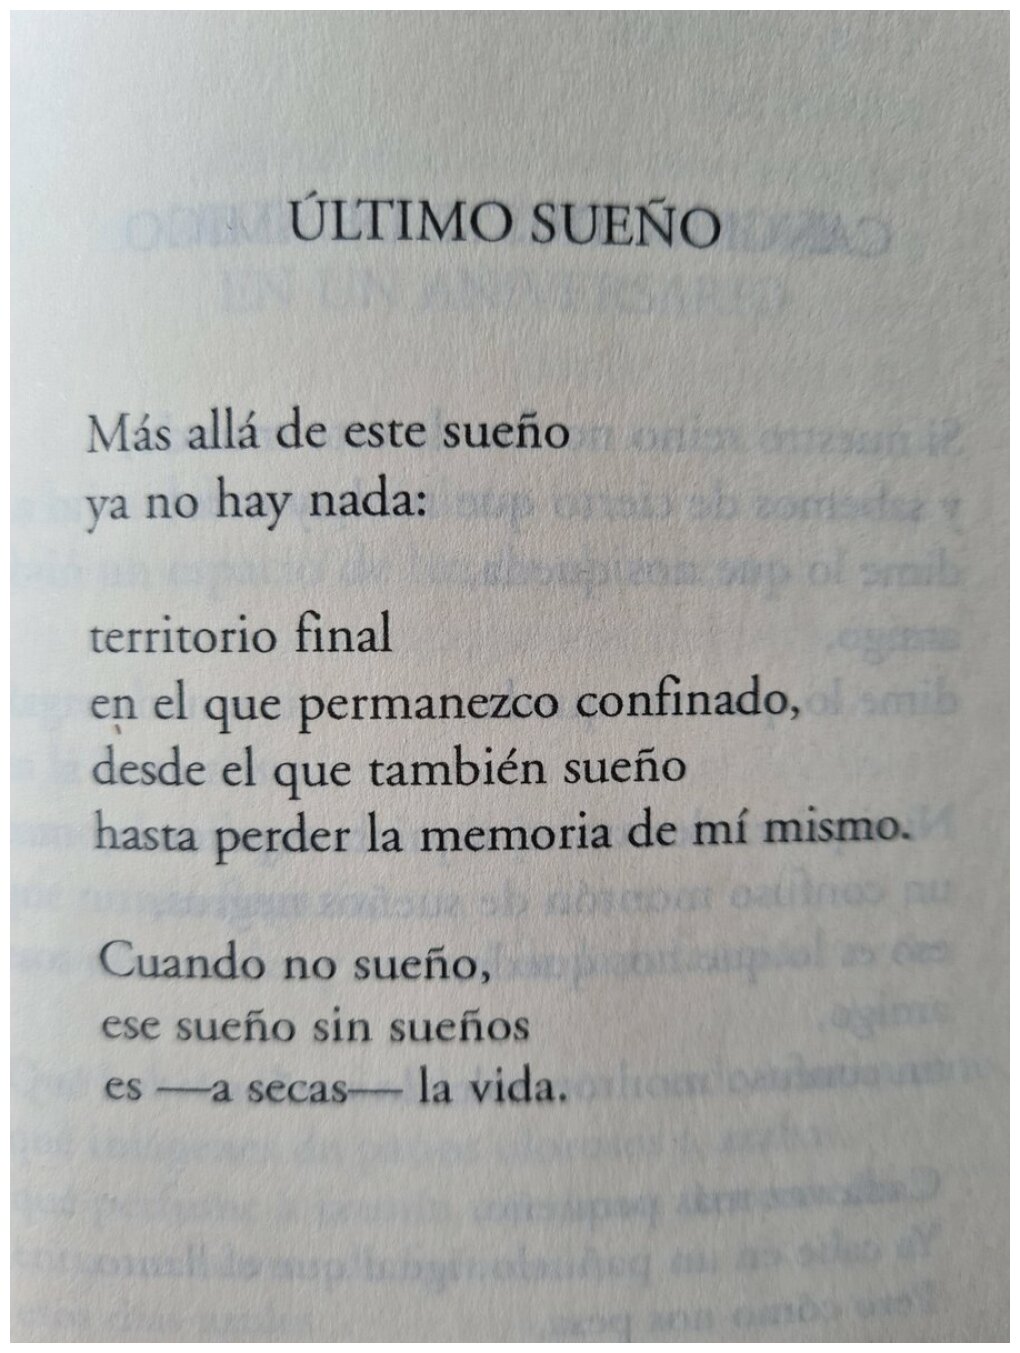 ÚLTIMO SUEÑO
Más allá de este sueño
ya no hay nada:
territorio final
en el que permanezco confinado,
desde el que también sueño
hasta perder la memoria de mí mismo.
Cuando no sueño,
ese sueño sin sueños
es —a secas— la vida.